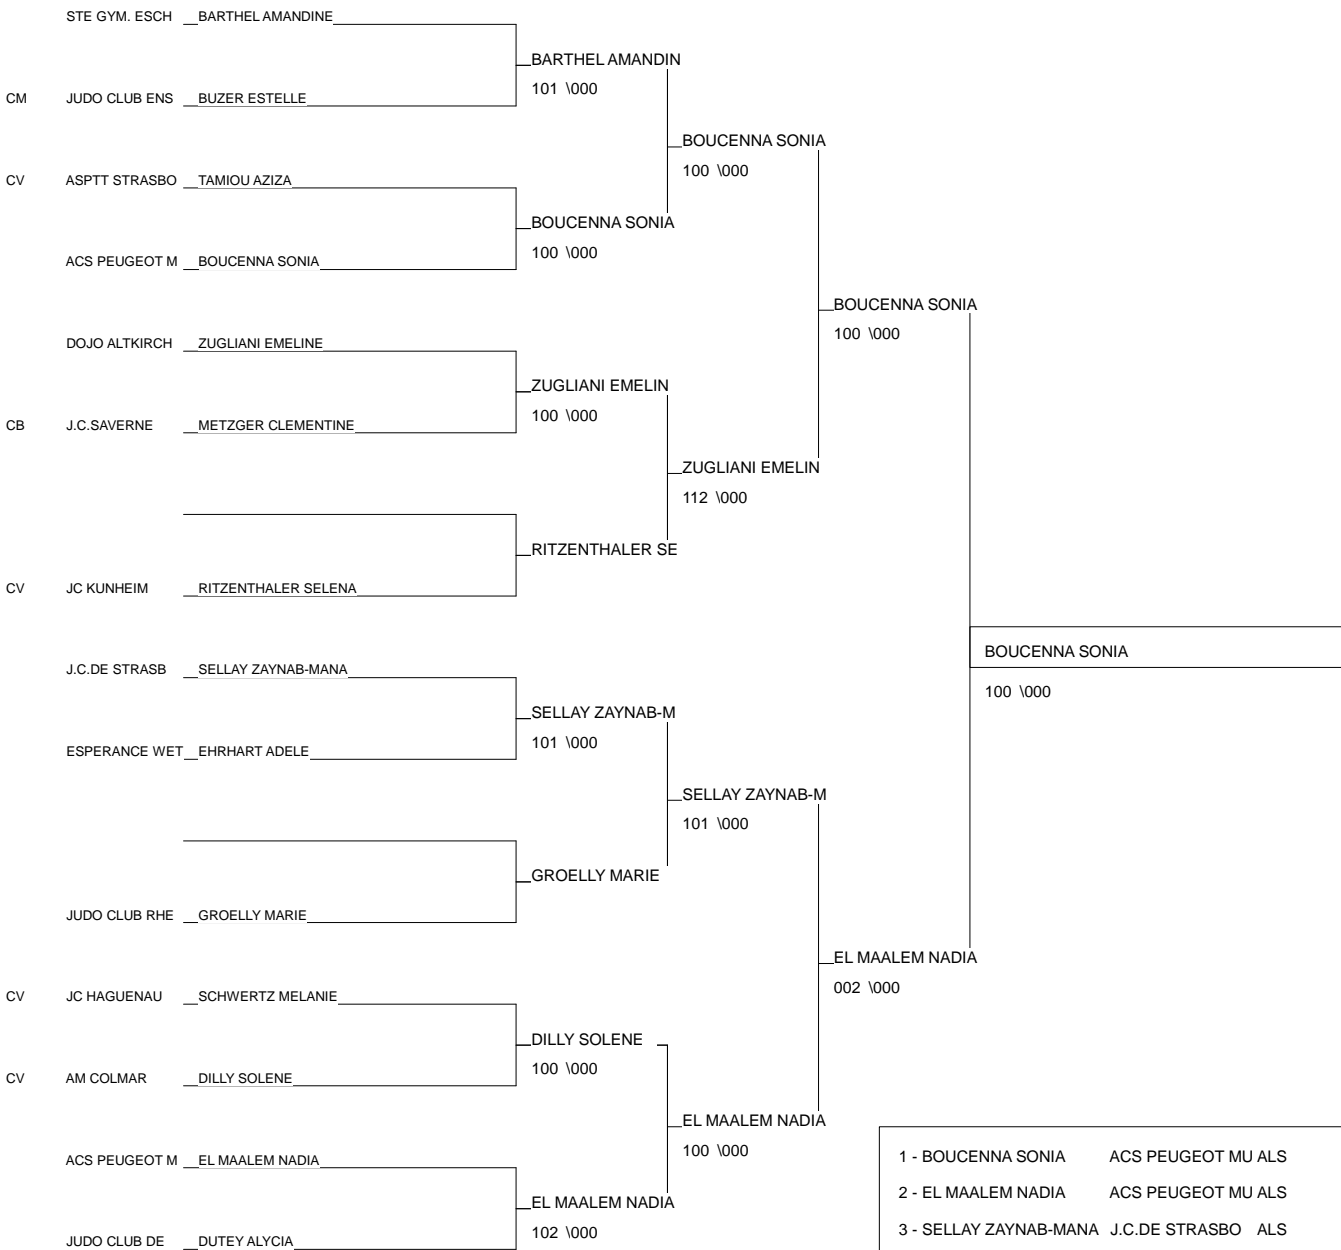 STE GYM. ESCH BARTHEL AMANDINE
BARTHEL AMANDIN
101 \000
CM JUDO CLUB ENS BUZER ESTELLE
BOUCENNA SONIA
100 \000
CV ASPTT STRASBO TAMIOU AZIZA
BOUCENNA SONIA
100 \000
ACS PEUGEOT M BOUCENNA SONIA
BOUCENNA SONIA
100 \000
DOJO ALTKIRCH ZUGLIANI EMELINE
ZUGLIANI EMELIN
100 \000
CB J.C.SAVERNE METZGER CLEMENTINE
ZUGLIANI EMELIN
112 \000
RITZENTHALER SE
CV JC KUNHEIM RITZENTHALER SELENA
BOUCENNA SONIA
100 \000
J.C.DE STRASB SELLAY ZAYNAB-MANA
SELLAY ZAYNAB-M
101 \000
ESPERANCE WET EHRHART ADELE
SELLAY ZAYNAB-M
101 \000
GROELLY MARIE
JUDO CLUB RHE GROELLY MARIE
EL MAALEM NADIA
002 \000
CV JC HAGUENAU SCHWERTZ MELANIE
DILLY SOLENE
100 \000
CV AM COLMAR DILLY SOLENE
EL MAALEM NADIA
100 \000
ACS PEUGEOT M EL MAALEM NADIA
EL MAALEM NADIA
102 \000
JUDO CLUB DE DUTEY ALYCIA
1 - BOUCENNA SONIA ACS PEUGEOT MU ALS
2 - EL MAALEM NADIA ACS PEUGEOT MU ALS
3 - SELLAY ZAYNAB-MANA J.C.DE STRASBO ALS